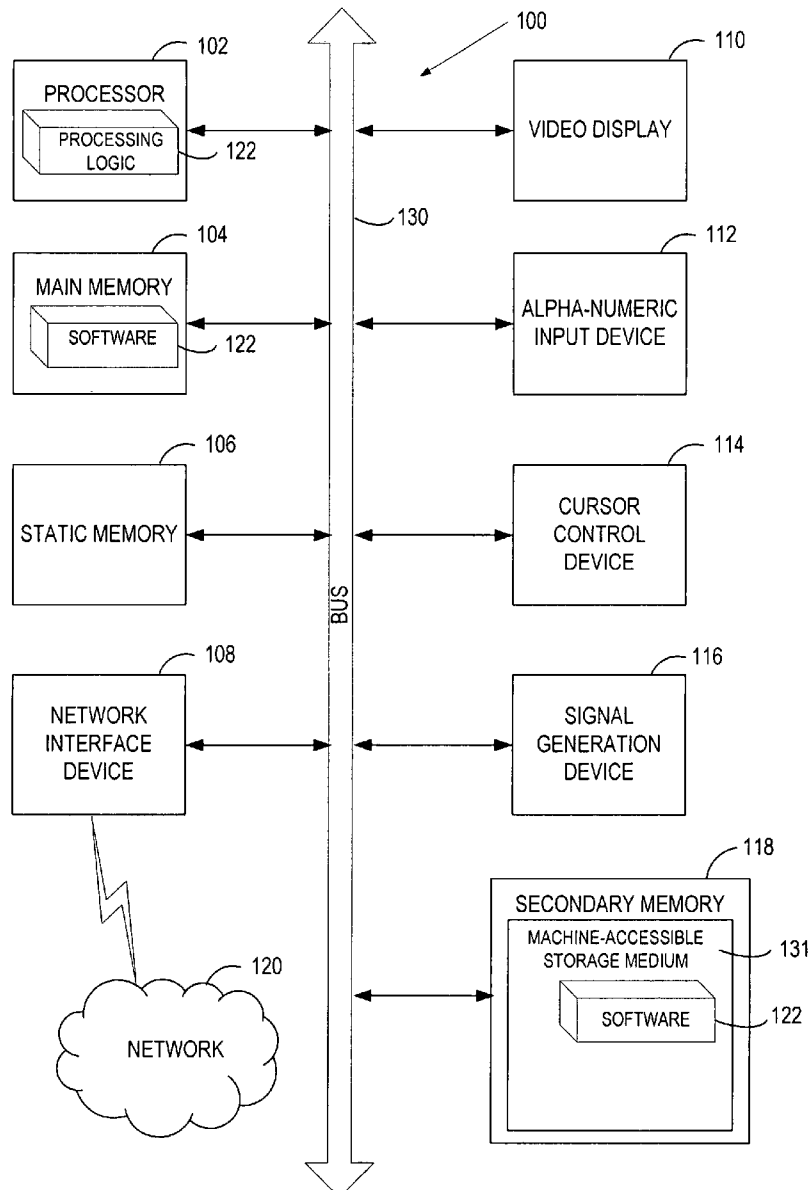 100
102
PROCESSOR
PROCESSING
LOGIC
122
110
VIDEO DISPLAY
130
104
MAIN MEMORY
SOFTWARE
122
112
ALPHA-NUMERIC
INPUT DEVICE
106
STATIC MEMORY
114
CURSOR
CONTROL
DEVICE
BUS
108
NETWORK
INTERFACE
DEVICE
116
SIGNAL
GENERATION
DEVICE
118
SECONDARY MEMORY
MACHINE-ACCESSIBLE
STORAGE MEDIUM
131
SOFTWARE
122
120
NETWORK